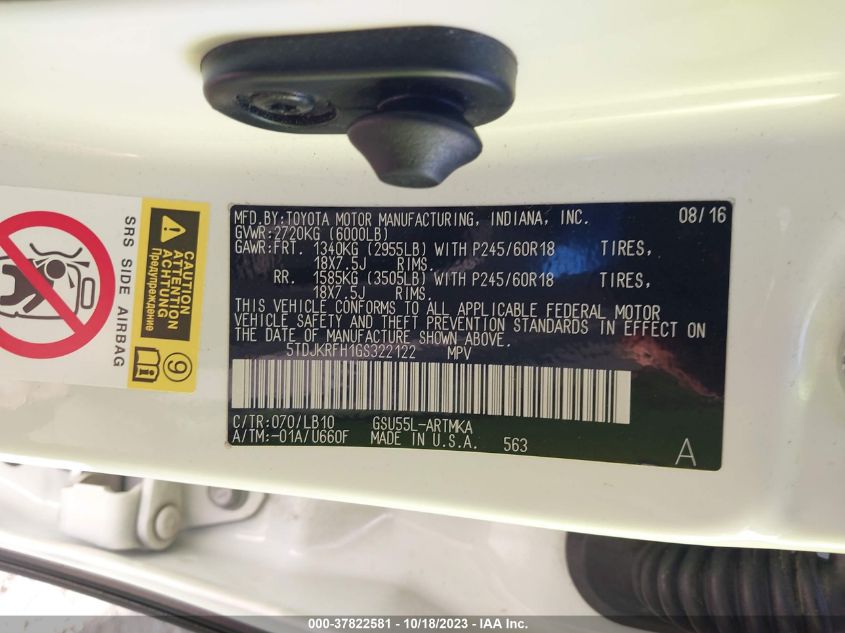 MFD.BY:TOYOTA MOTOR MANUFACTURING, INDIANA, INC. 08/16
GVWR:2720KG (6000LB)
GAWR:FRT. 1340KG (2955LB) WITH P245/60R18 TIRES,
18X7.5J RIMS.
RR. 1585KG (3505LB) WITH P245/60R18 TIRES,
18X7.5J RIMS.
THIS VEHICLE CONFORMS TO ALL APPLICABLE FEDERAL MOTOR
VEHICLE SAFETY AND THEFT PREVENTION STANDARDS IN EFFECT ON
THE DATE OF MANUFACTURE SHOWN ABOVE.
5TDJKRFH1GS322122 MPV
C/TR:070/LB10 GSU55L-ARTMKA
A/TM:-01A/U660F MADE IN U.S.A. 563
A
SRS SIDE AIRBAG
CAUTION
ATTENTION
ACHTUNG
Предупреждение
9
000-37822581 - 10/18/2023 - IAA Inc.